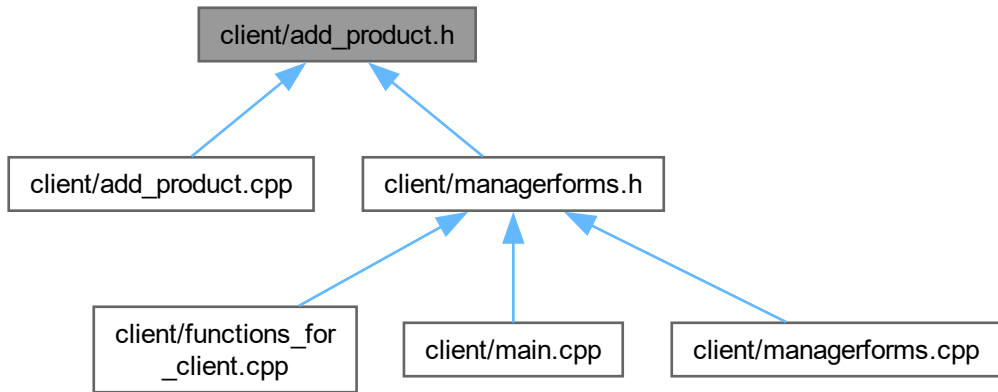 client/add_product.h
client/add_product.cpp
client/managerforms.h
client/functions_for
_client.cpp
client/main.cpp
client/managerforms.cpp